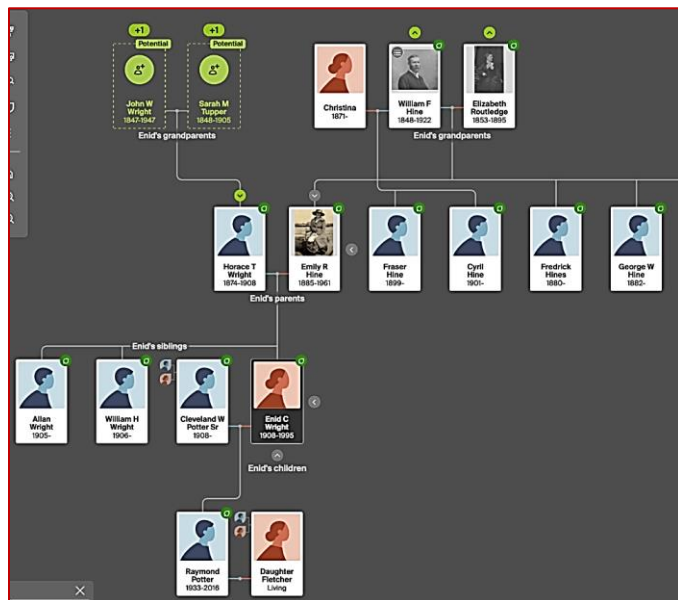 +1
+1
Potential
Potential
John W
Wright
1847-1947
Sarah M
Tupper
1848-1905
Christina
1871-
William F
Hine
1848-1922
Elizabeth
Routledge
1853-1895
Enid's grandparents
Enid's grandparents
Horace T
Wright
1874-1908
Emily R
Hine
1885-1961
Fraser
Hine
1899-
Cyril
Hine
1901-
Fredrick
Hines
1880-
George W
Hine
1882-
Enid's parents
Enid's siblings
Allan
Wright
1905-
William H
Wright
1906-
Cleveland W
Potter Sr
1908-
Enid C
Wright
1908-1995
Enid's children
Raymond
Potter
1933-2016
Daughter
Fletcher
Living